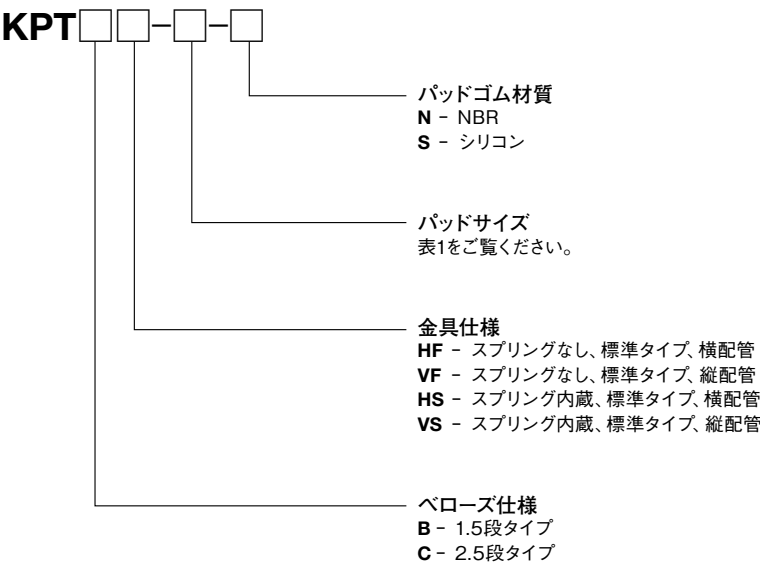 KPT□□-□-□
パッドゴム材質
N － NBR
S － シリコン
パッドサイズ
表1をご覧ください。
金具仕様
HF － スプリングなし、標準タイプ、横配管
VF － スプリングなし、標準タイプ、縦配管
HS － スプリング内蔵、標準タイプ、横配管
VS － スプリング内蔵、標準タイプ、縦配管
ベローズ仕様
B － 1.5段タイプ
C － 2.5段タイプ